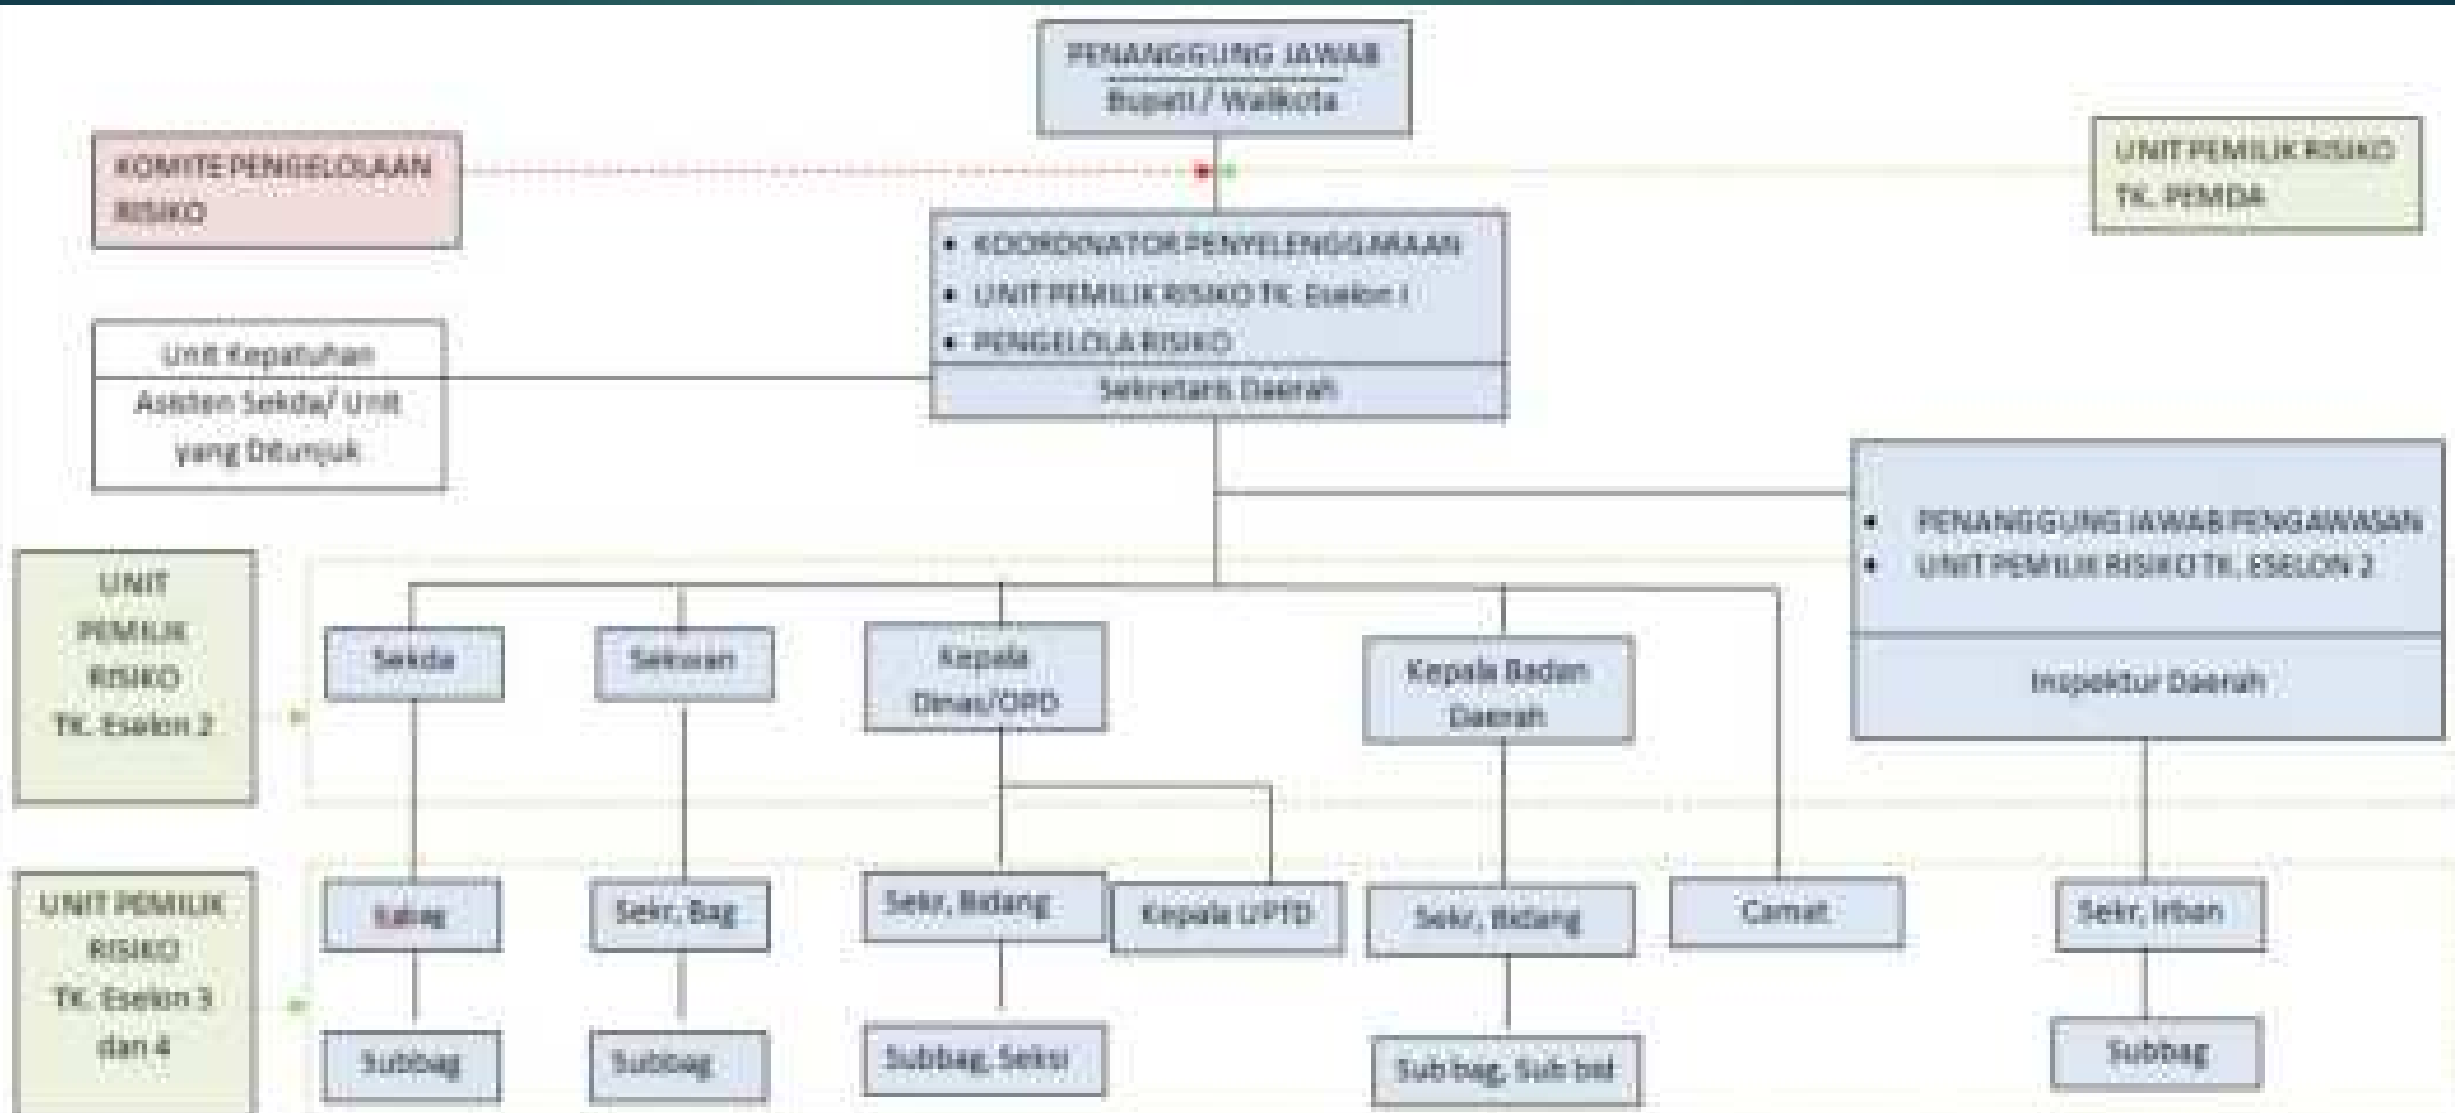 PENANGGUNG JAWAB
Bupati / Walikota
KOMITE PENGELOLAAN
RISIKO
UNIT PEMILIK RISIKO
TK. PEMDA
• KOORDINATOR PENYELENGGARAAN
• UNIT PEMILIK RISIKO TK. Eselon I
• PENGELOLA RISIKO
Sekretaris Daerah
Unit Kepatuhan
Asisten Sekda/ Unit
yang Ditunjuk
• PENANGGUNG JAWAB PENGAWASAN
• UNIT PEMILIK RISIKO TK. ESELON 2
Inspektur Daerah
UNIT
PEMILIK
RISIKO
TK. Eselon 2
Sekda
Sekwan
Kepala
Dinas/OPD
Kepala Badan
Daerah
UNIT PEMILIK
RISIKO
TK. Eselon 3
dan 4
Sekr, Bag
Sekr, Bidang
Kepala UPTD
Sekr, Bidang
Camat
Sekr, Irban
Subbag
Subbag
Subbag, Seksi
Sub bag, Sub bid
Subbag